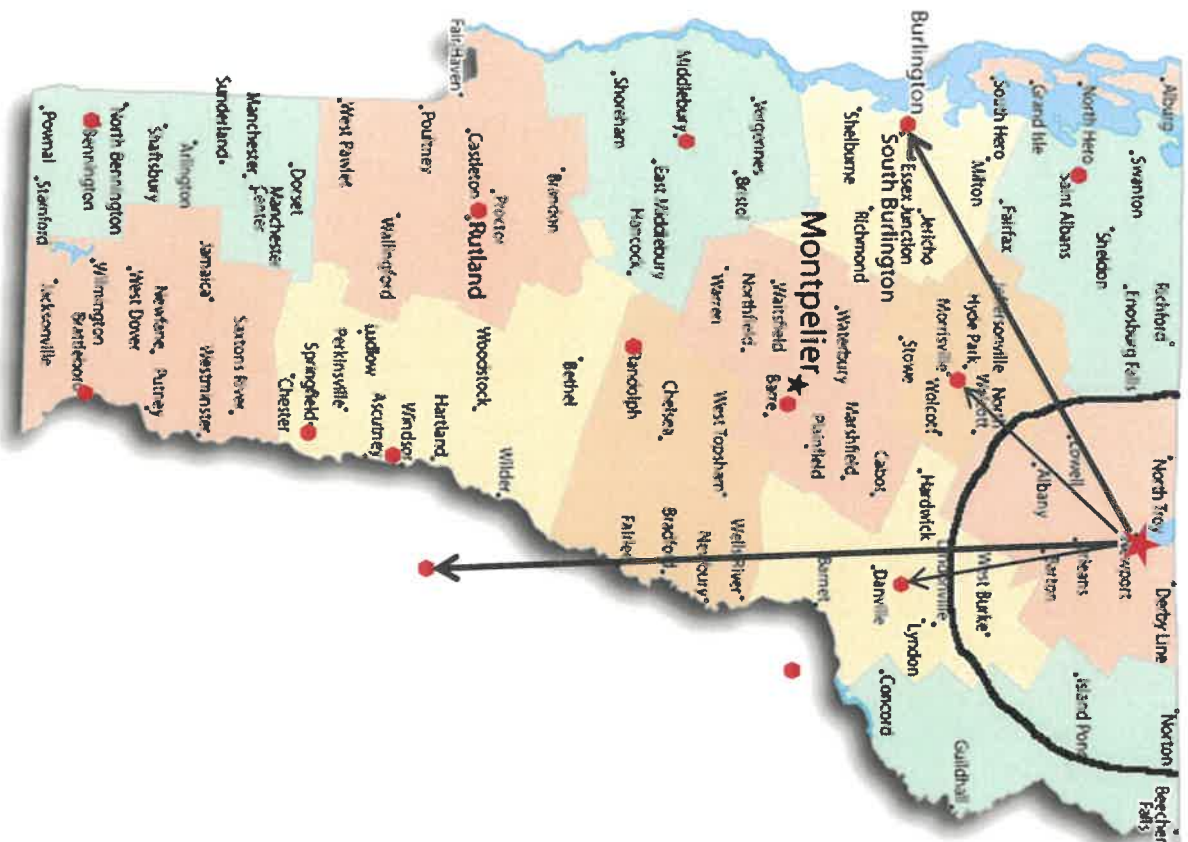 Alburg
Swanton
Richford
North Troy
Derby Line
Norton
Beecher
Falls
North Hero
Sheldon
Enosburg Falls
Newport
Grand Isle
Saint Albans
Lowell
Orleans
Island Pond
South Hero
Fairfax
Jeffersonville
North
Wolcott
Albany
Barton
Milton
Hyde Park
Morrisville
Wolcott
West Burke
Burlington
Jericho
Essex Junction
South Burlington
Stowe
Hardwick
Lyndonville
Lyndon
Guildhall
Shelburne
Richmond
Waterbury
Cabot
Danville
Concord
Montpelier
Marshfield
Plainfield
Barnet
Vergennes
Bristol
Waitsfield
Barre
Northfield
Warren
West Topsham
Wells River
Newbury
Middlebury
East Middlebury
Hancock
Chelsea
Bradford
Shoreham
Randolph
Fairlee
Brandon
Bethel
Proctor
Castleton
Rutland
Woodstock
Wilder
Fair Haven
Poultney
Wallingford
Hartland
Windsor
West Pawlet
Ludlow
Perkinsville
Ascutney
Dorset
Manchester
Center
Springfield
Chester
Manchester
Sunderland
Saxtons River
Arlington
Jamaica
Westminster
Shaftsbury
Newfane
Putney
North Bennington
West Dover
Bennington
Wilmington
Brattleboro
Pownal
Stamford
Jacksonville